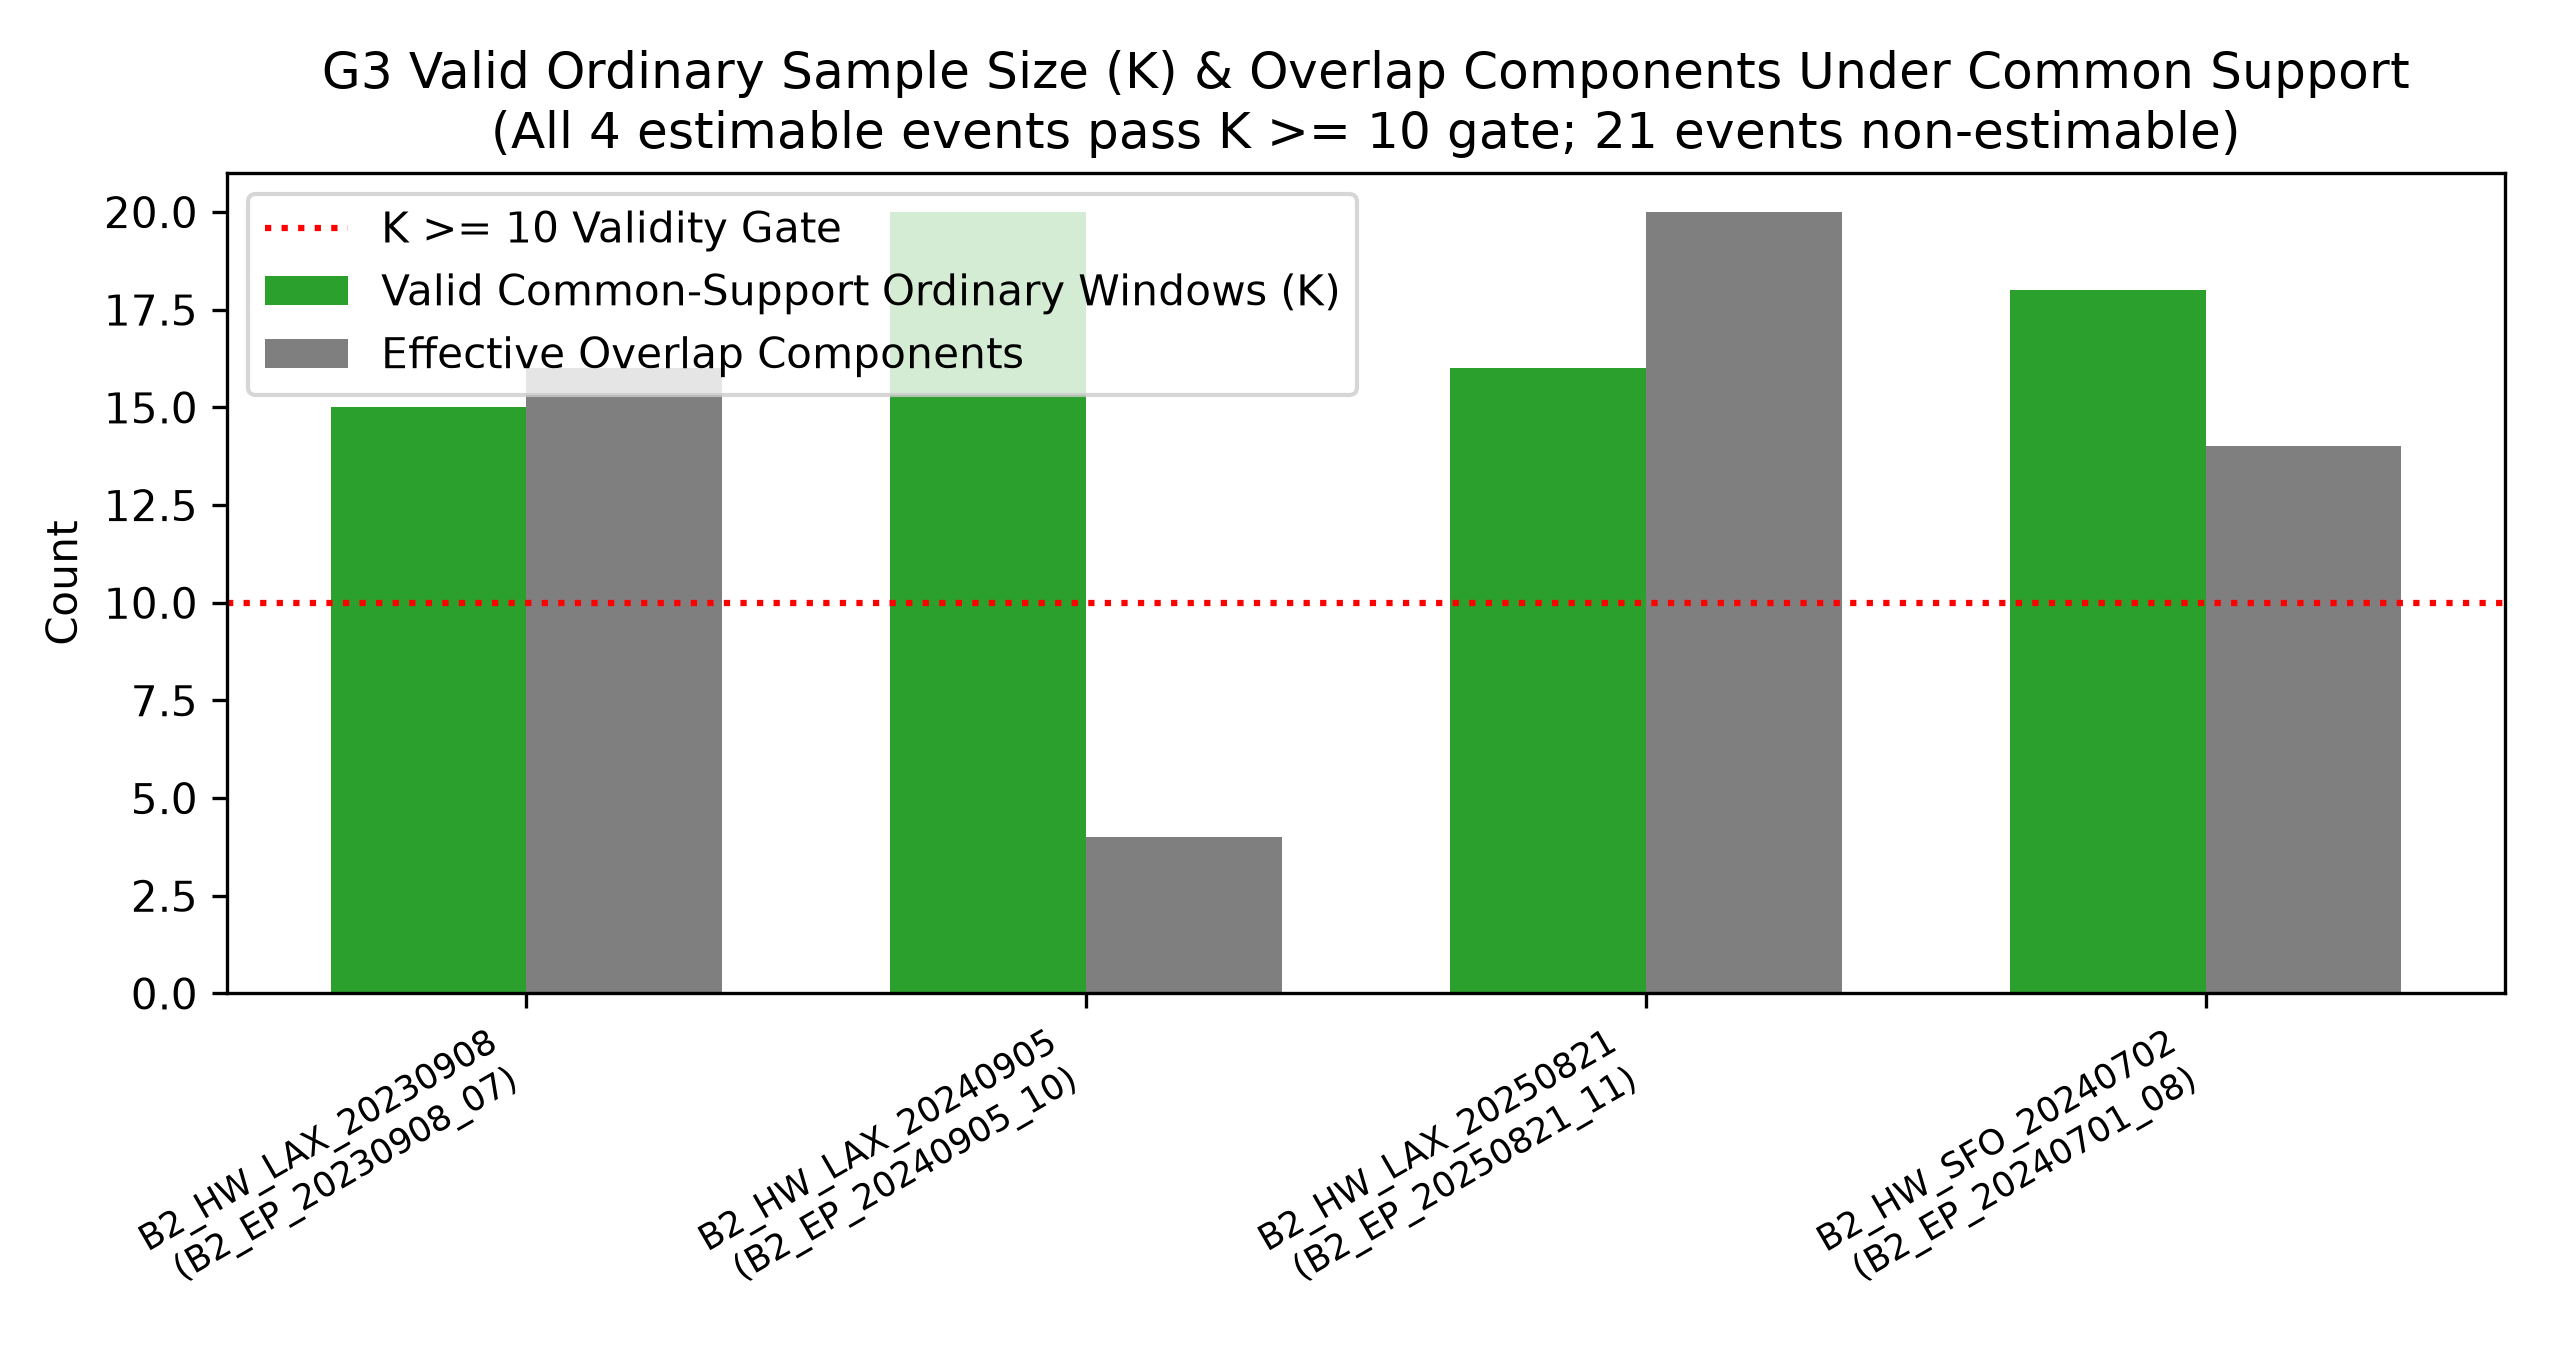 G3 Valid Ordinary Sample Size (K) & Overlap Components Under Common Support
(All 4 estimable events pass K >= 10 gate; 21 events non-estimable)
K >= 10 Validity Gate
Valid Common-Support Ordinary Windows (K)
Effective Overlap Components
Count
20.0
17.5
15.0
12.5
10.0
7.5
5.0
2.5
0.0
B2_HW_LAX_20230908
(B2_EP_20230908_07)
B2_HW_LAX_20240905
(B2_EP_20240905_10)
B2_HW_LAX_20250821
(B2_EP_20250821_11)
B2_HW_SFO_20240702
(B2_EP_20240701_08)